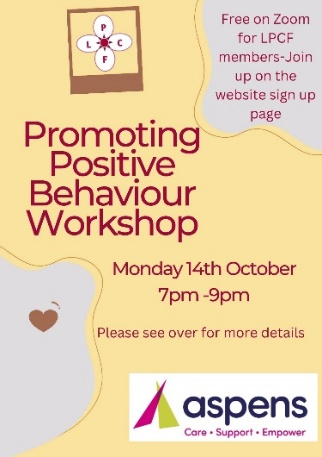 P
L C
F
Free on Zoom
for LPCF
members-Join
up on the
website sign up
page
Promoting
Positive
Behaviour
Workshop
Monday 14th October
7pm -9pm
Please see over for more details
aspens
Care • Support • Empower